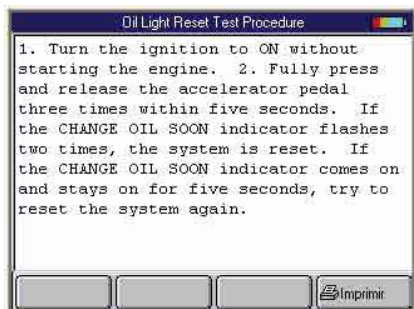 Oil Light Reset Test Procedure
1. Turn the ignition to ON without
starting the engine.  2. Fully press
and release the accelerator pedal
three times within five seconds.  If
the CHANGE OIL SOON indicator flashes
two times, the system is reset.  If
the CHANGE OIL SOON indicator comes on
and stays on for five seconds, try to
reset the system again.
Imprimir